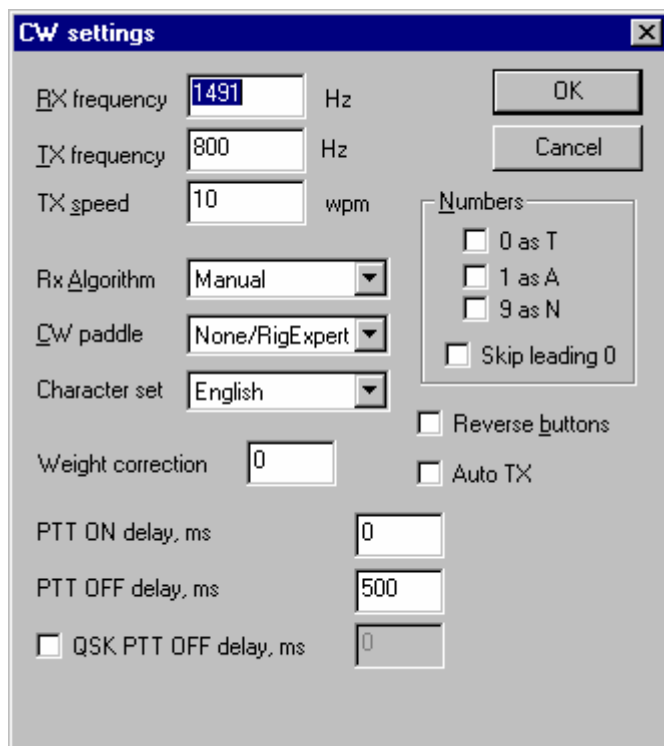 CW settings
RX frequency 1491 Hz OK
TX frequency 800 Hz Cancel
TX speed 10 wpm
Numbers
0 as T
1 as A
9 as N
Skip leading 0
Rx Algorithm Manual
CW paddle None/RigExpert
Character set English
Reverse buttons
Weight correction 0
Auto TX
PTT ON delay, ms 0
PTT OFF delay, ms 500
QSK PTT OFF delay, ms 0